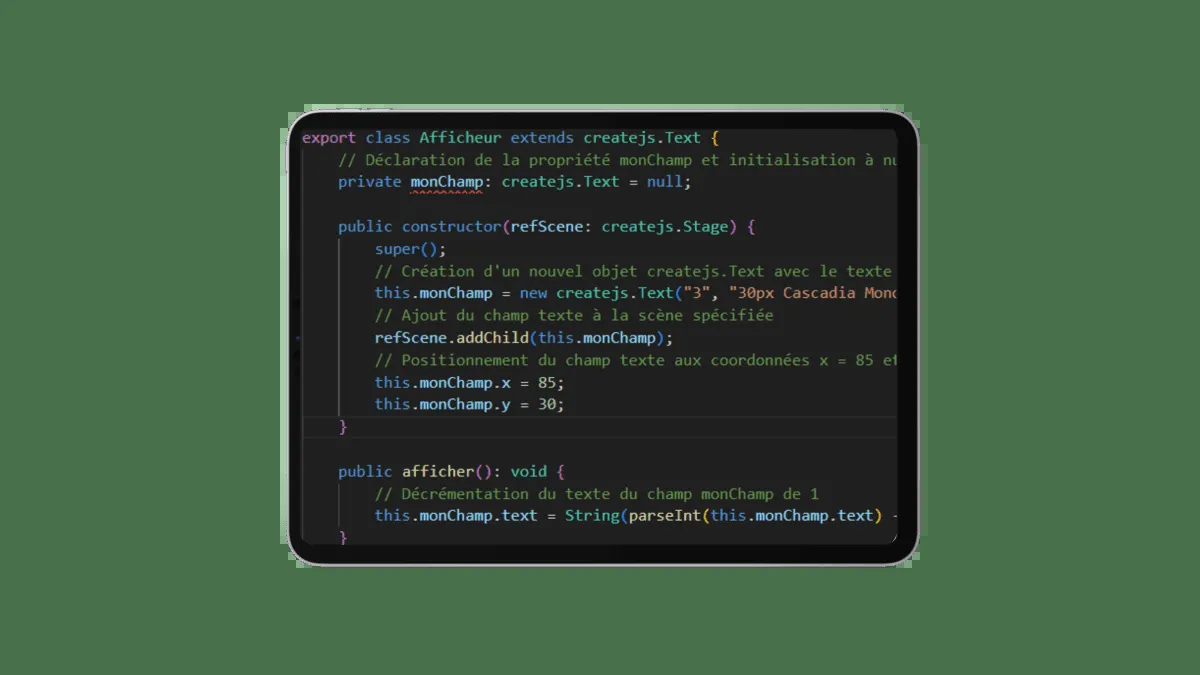 export class Afficheur extends createjs.Text {
// Déclaration de la propriété monChamp et initialisation à
private monChamp: createjs.Text = null;
public constructor(refScene: createjs.Stage) {
super();
// Création d'un nouvel objet createjs.Text avec le texte
this.monChamp = new createjs.Text("3", "30px Cascadia Mono
// Ajout du champ texte à la scène spécifiée
refScene.addChild(this.monChamp);
// Positionnement du champ texte aux coordonnées x = 85 et
this.monChamp.x = 85;
this.monChamp.y = 30;
}
public afficher(): void {
// Décrémentation du texte du champ monChamp de 1
this.monChamp.text = String(parseInt(this.monChamp.text) -
}